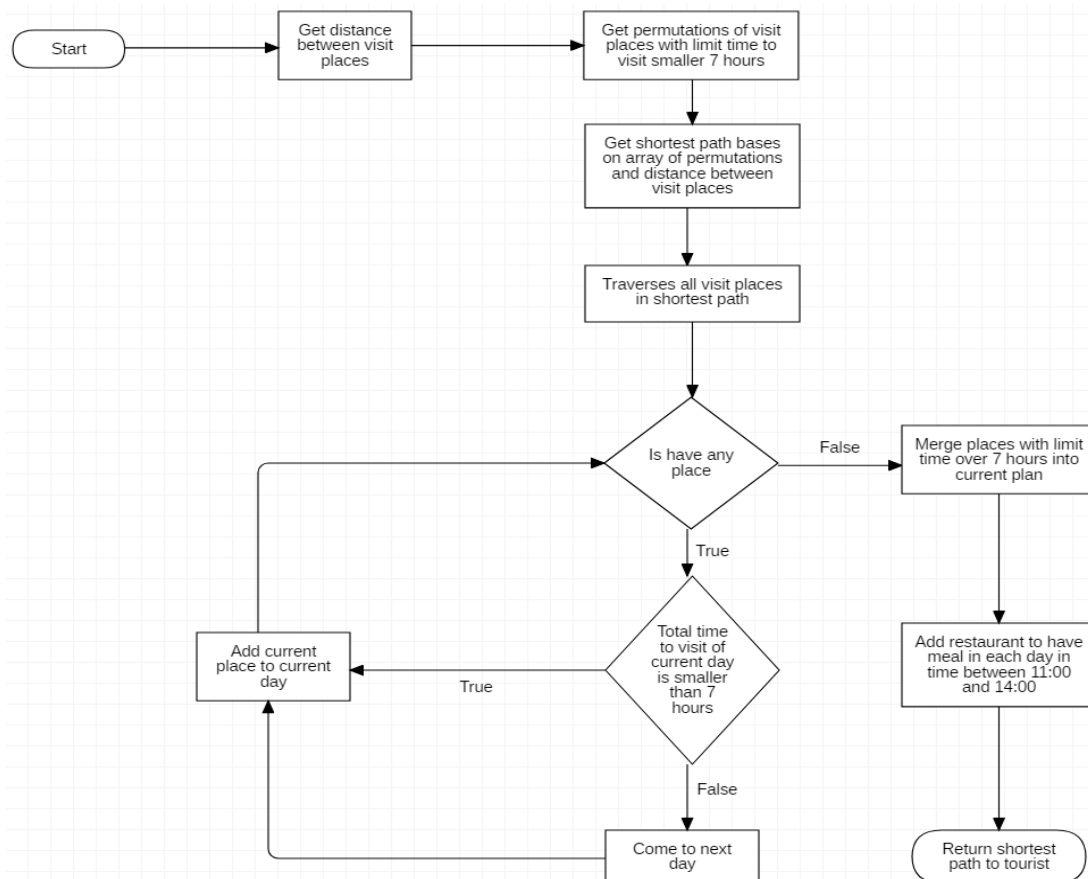 Start
Get distance
between visit
places
Get permutations of visit
places with limit time to
visit smaller 7 hours
Get shortest path bases
on array of permutations
and distance between
visit places
Traverses all visit places
in shortest path
Is have any
place
False
Merge places with limit
time over 7 hours into
current plan
True
Total time
to visit of
current day
is smaller
than 7
hours
True
Add current
place to current
day
Add restaurant to have
meal in each day in
time between 11:00
and 14:00
False
Come to next
day
Return shortest
path to tourist